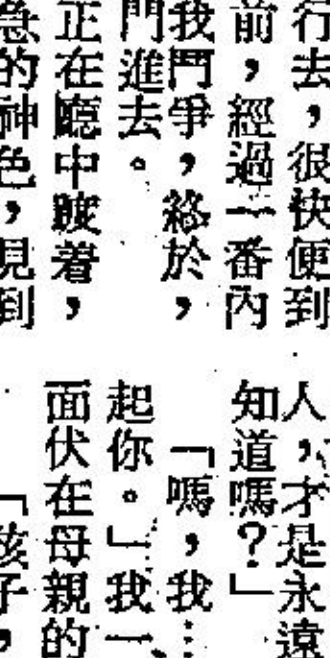 行去，很快便到
前，經過一番內
我鬥爭，終於，
門進去。
正在廳中踱着，
急的神色，見到
人，才是永遠
知道嗎？」
「嗎，我⋮
起你。」我一
面伏在母親的
「孩子，